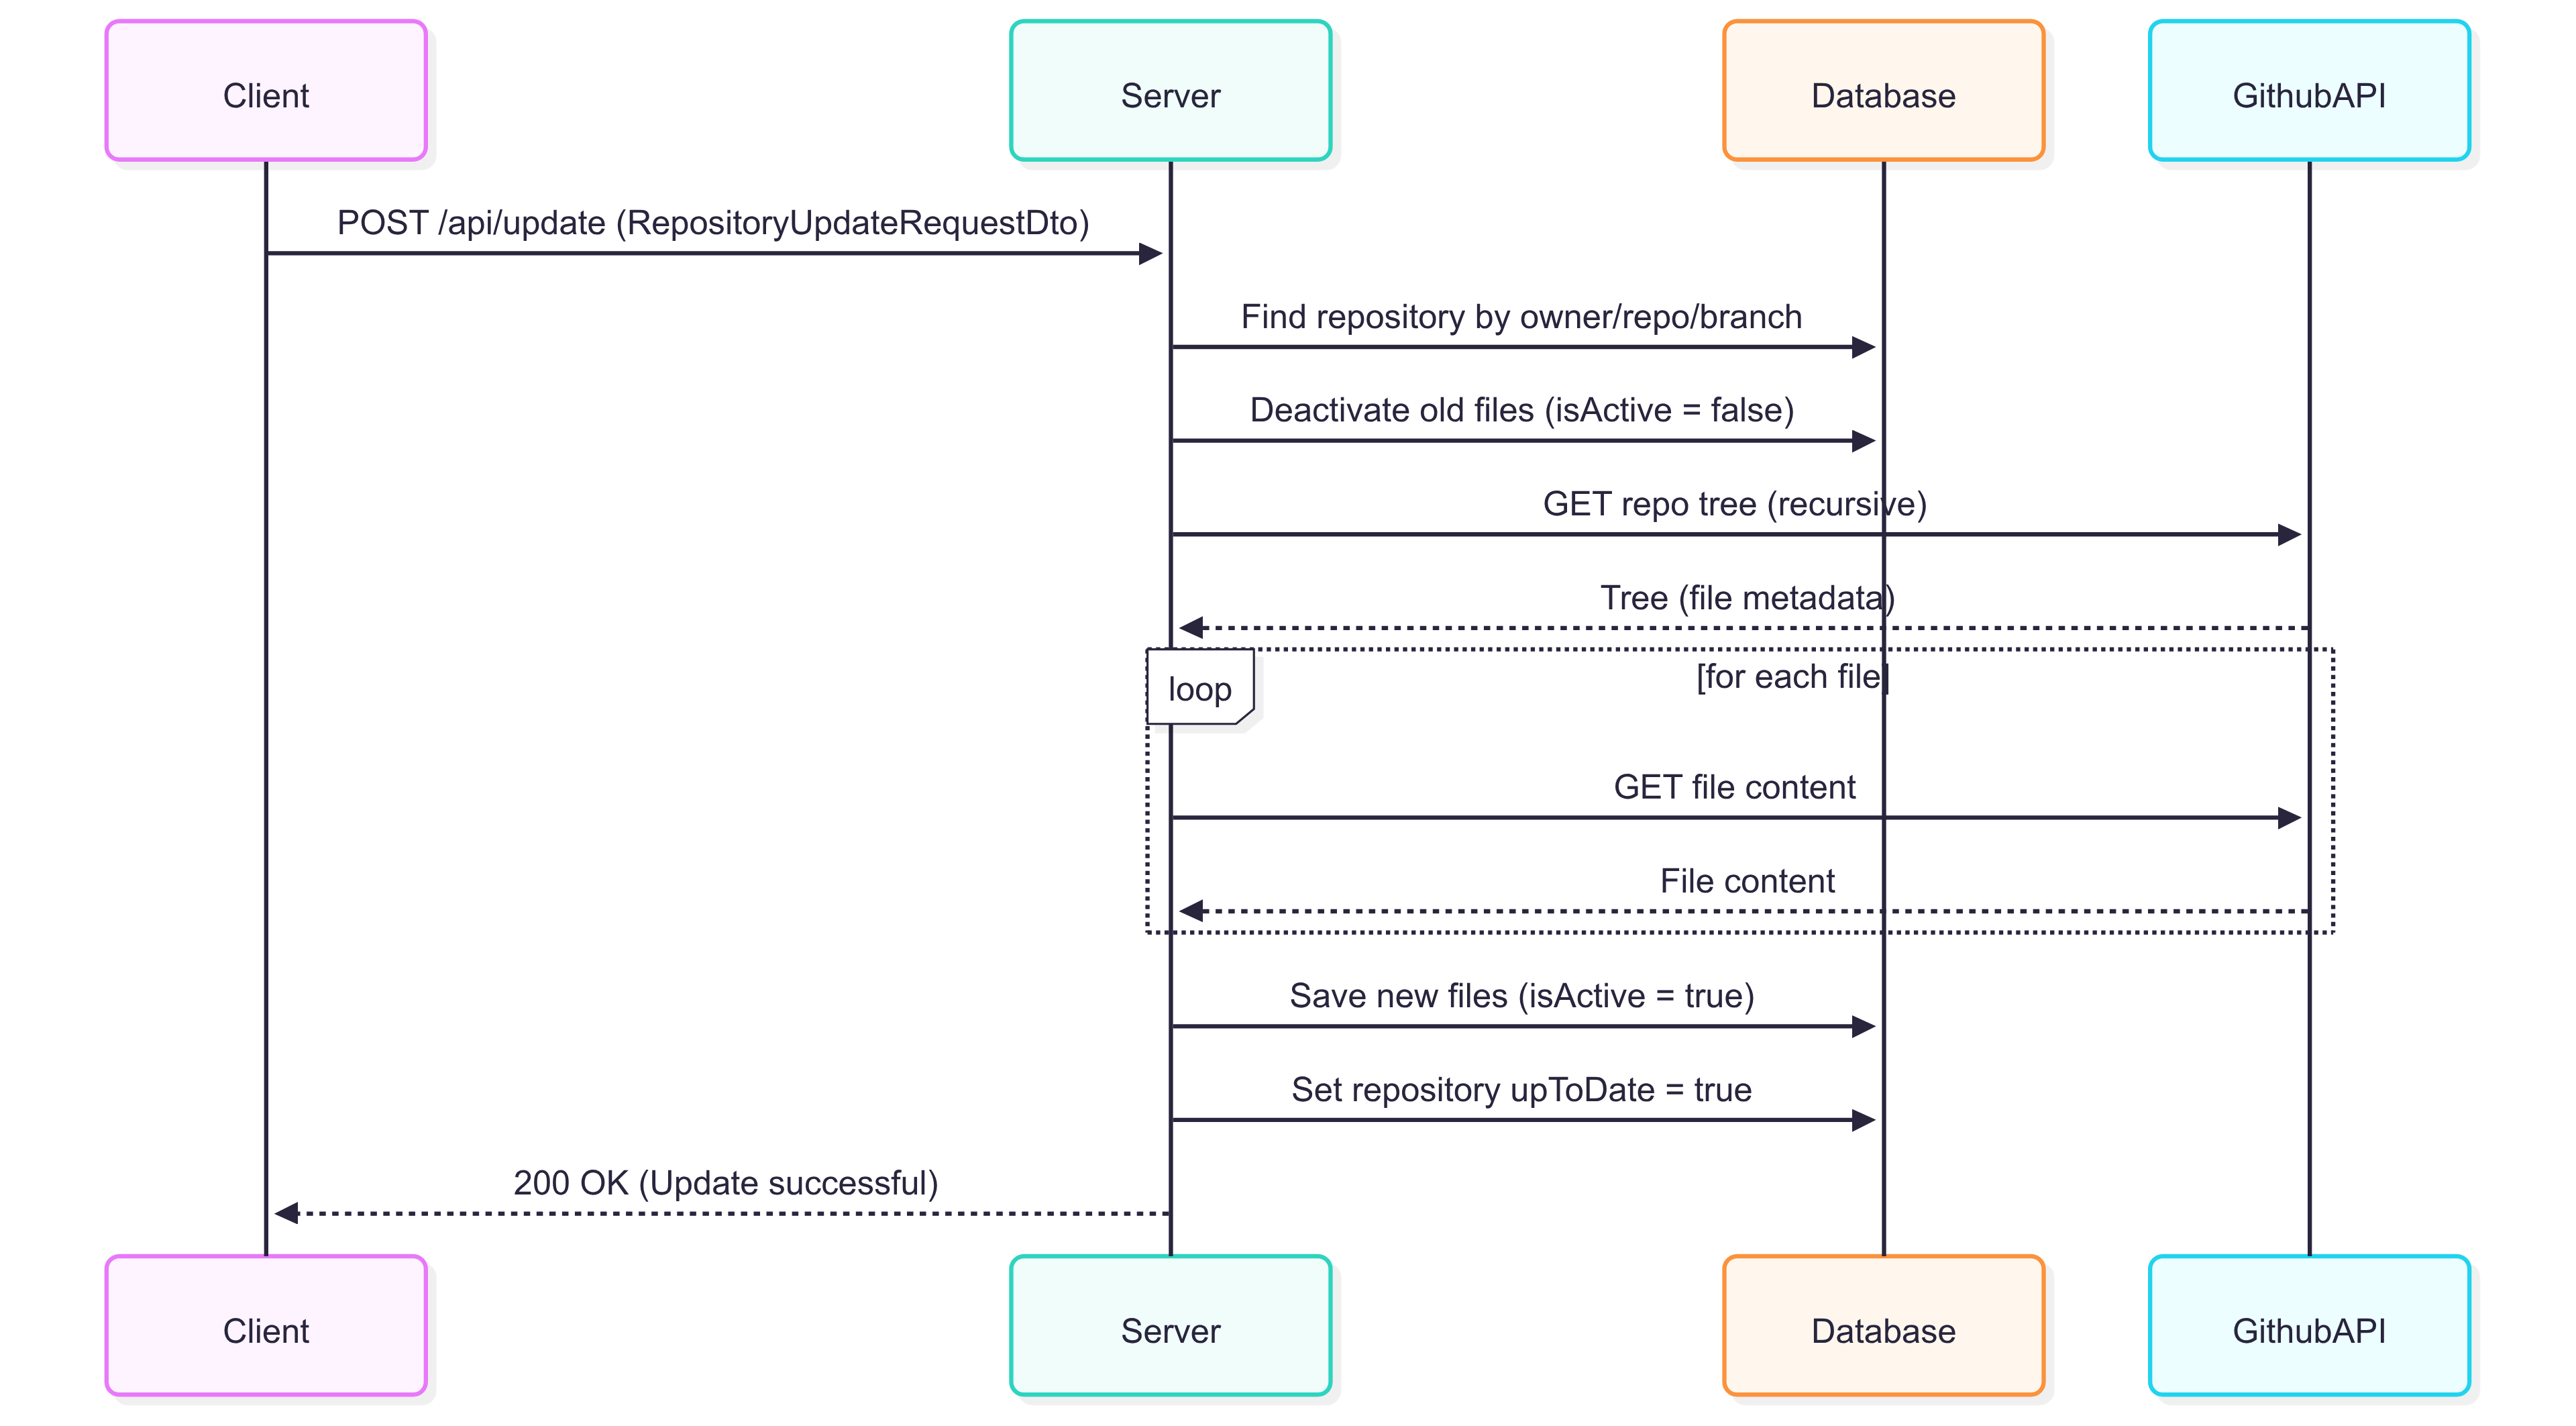 Client
Server
Database
GithubAPI
POST /api/update (RepositoryUpdateRequestDto)
Find repository by owner/repo/branch
Deactivate old files (isActive = false)
GET repo tree (recursive)
Tree (file metadata)
loop
[for each file]
GET file content
File content
Save new files (isActive = true)
Set repository upToDate = true
200 OK (Update successful)
Client
Server
Database
GithubAPI